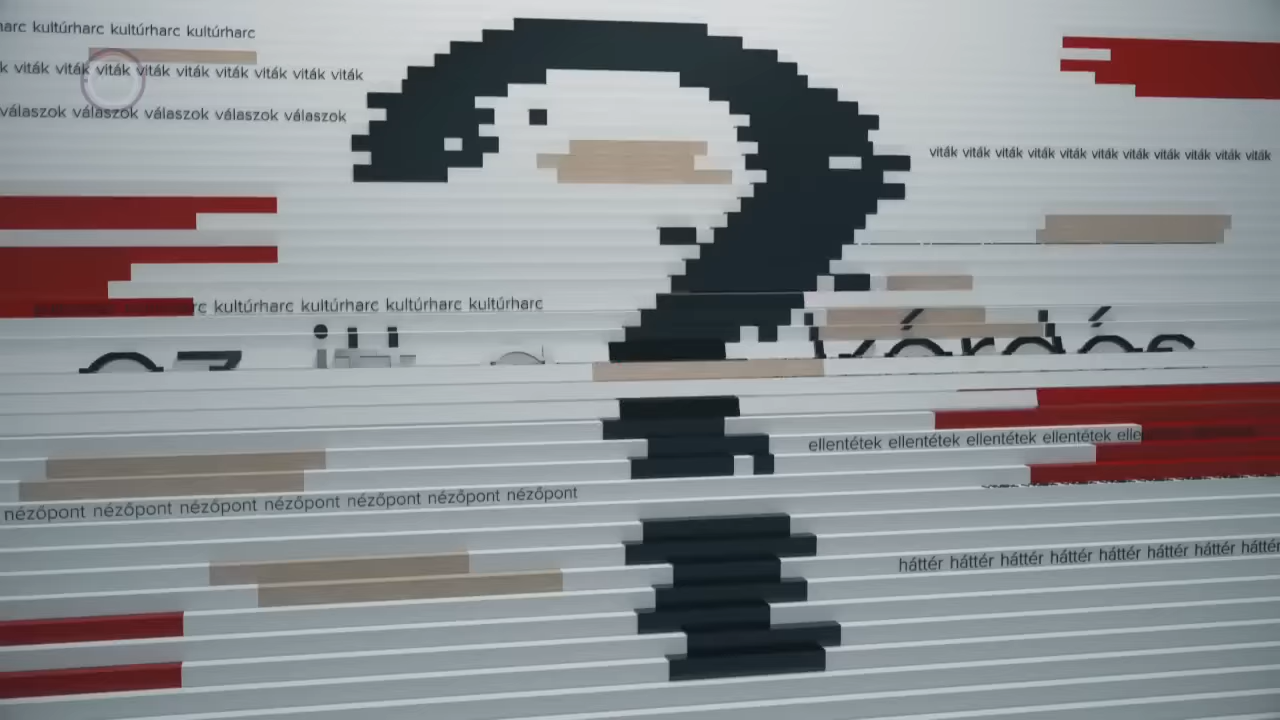 kultúrharc kultúrharc kultúrharc
viták viták viták viták viták viták viták viták
válaszok válaszok válaszok válaszok válaszok
viták viták viták viták viták viták viták viták viták viták viták
kultúrharc kultúrharc kultúrharc kultúrharc
ellentétek ellentétek ellentétek ellentétek elle
nézőpont nézőpont nézőpont nézőpont nézőpont nézőpont nézőpont
háttér háttér háttér háttér háttér háttér háttér háttér